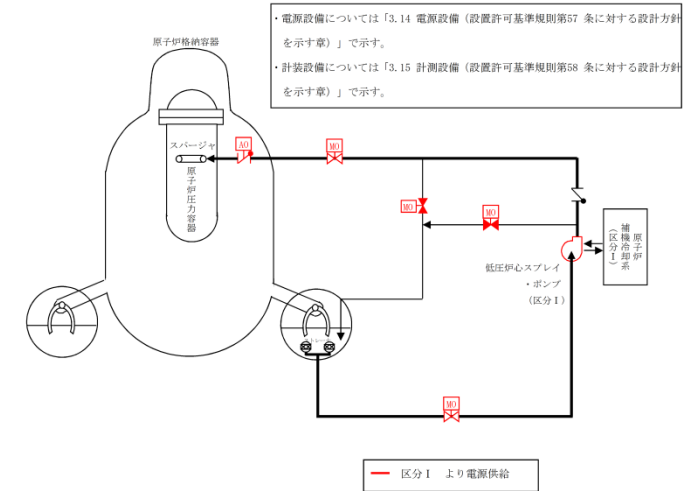 ・電源設備については「3.14 電源設備（設置許可基準規則第57 条に対する設計方針
を示す章）」で示す。
・計装設備については「3.15 計測設備（設置許可基準規則第58 条に対する設計方針
を示す章）」で示す。
原子炉格納容器
スパージャ
原子炉圧力容器
AO
MO
MO
MO
低圧炉心スプレイ
・ポンプ
（区分Ⅰ）
原子炉
補機冷却系
（区分Ⅰ）
MO
区分Ⅰ より電源供給